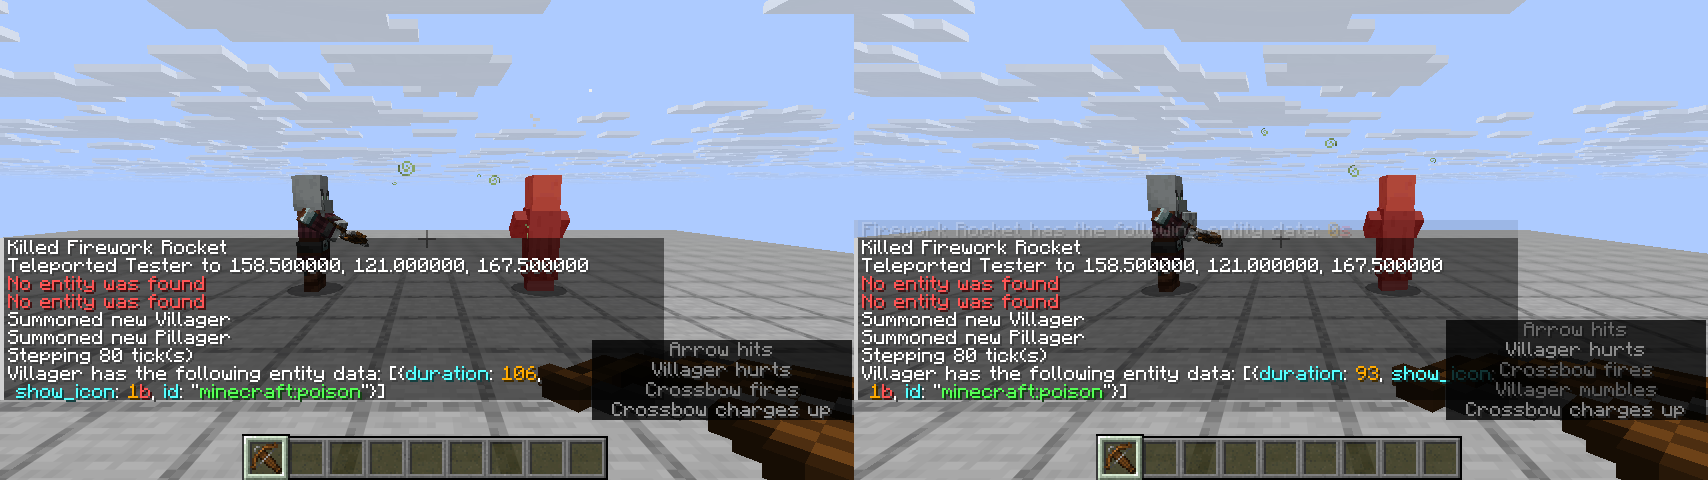 Killed Firework Rocket
Teleported Tester to 158.500000, 121.000000, 167.500000
No entity was found
No entity was found
Summoned new Villager
Summoned new Pillager
Stepping 80 tick(s)
Villager has the following entity data: [{duration: 106,
show_icon: 1b, id: "minecraft:poison"}]
Arrow hits
Villager hurts
Crossbow fires
Crossbow charges up
Firework Rocket has the following entity data: 0s
Killed Firework Rocket
Teleported Tester to 158.500000, 121.000000, 167.500000
No entity was found
No entity was found
Summoned new Villager
Summoned new Pillager
Stepping 80 tick(s)
Villager has the following entity data: [{duration: 93, show_icon:
1b, id: "minecraft:poison"}]
Arrow hits
Villager hurts
Crossbow fires
Villager mumbles
Crossbow charges up